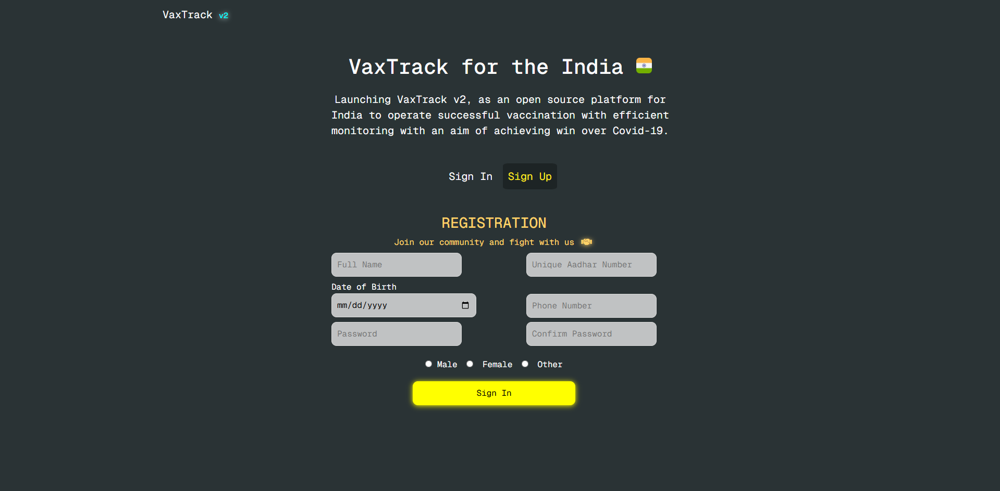 VaxTrack v2
VaxTrack for the India
Launching VaxTrack v2, as an open source platform for
India to operate successful vaccination with efficient
monitoring with an aim of achieving win over Covid-19.
Sign In Sign Up
REGISTRATION
Join our community and fight with us
Full Name Unique Aadhar Number
Date of Birth
mm/dd/yyyy Phone Number
Password Confirm Password
Male Female Other
Sign In